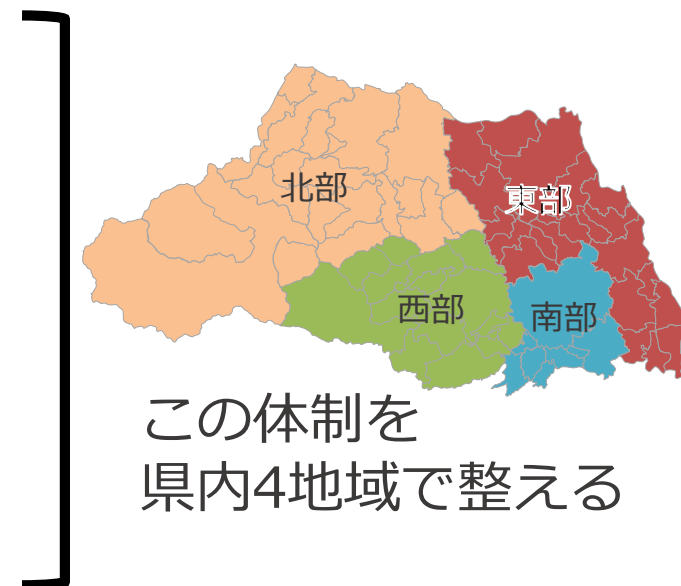 北部
東部
西部
南部
この体制を
県内4地域で整える